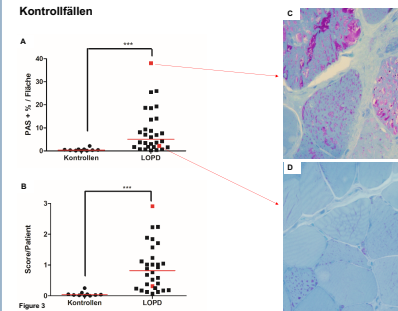 Kontrollfällen
A
***
PAS + % / Fläche
40
30
20
10
0
Kontrollen
LOPD
B
***
Score/Patient
3
2
1
0
Kontrollen
LOPD
Figure 3
C
D